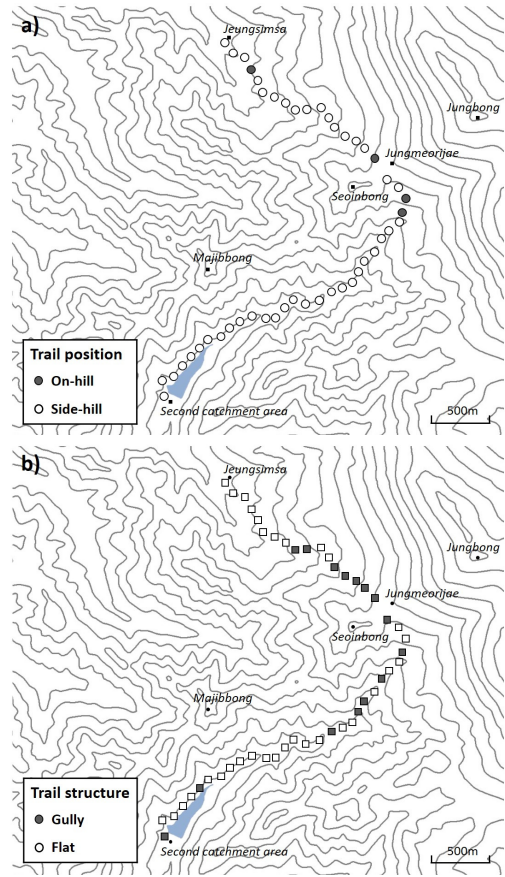 a)
Jeungsimsa
Jungbong
Jungmeorijae
Seoinbong
Majibbong
Trail position
On-hill
Side-hill
Second catchment area
500m
b)
Jeungsimsa
Jungbong
Jungmeorijae
Seoinbong
Majibbong
Trail structure
Gully
Flat
Second catchment area
500m